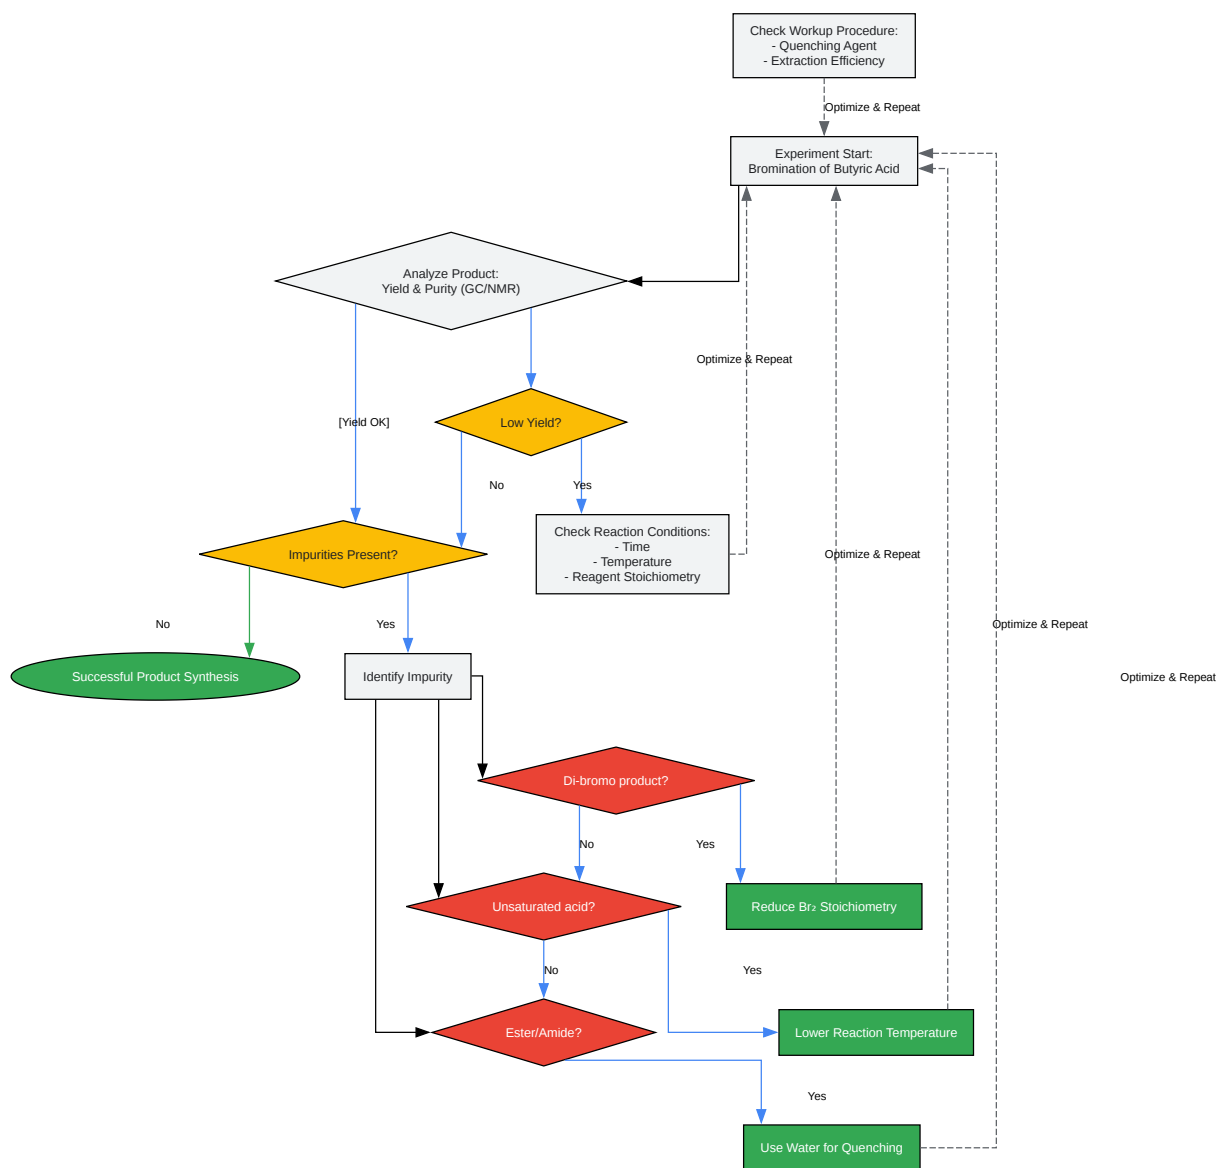 Check Workup Procedure:
- Quenching Agent
- Extraction Efficiency
Optimize & Repeat
Experiment Start:
Bromination of Butyric Acid
Analyze Product:
Yield & Purity (GC/NMR)
Optimize & Repeat
[Yield OK]
Low Yield?
No
Yes
Check Reaction Conditions:
- Time
- Temperature
- Reagent Stoichiometry
Impurities Present?
Optimize & Repeat
No
Yes
Optimize & Repeat
Successful Product Synthesis
Identify Impurity
Optimize & Repeat
Di-bromo product?
No
Yes
Unsaturated acid?
Reduce Br₂ Stoichiometry
No
Yes
Ester/Amide?
Lower Reaction Temperature
Yes
Use Water for Quenching